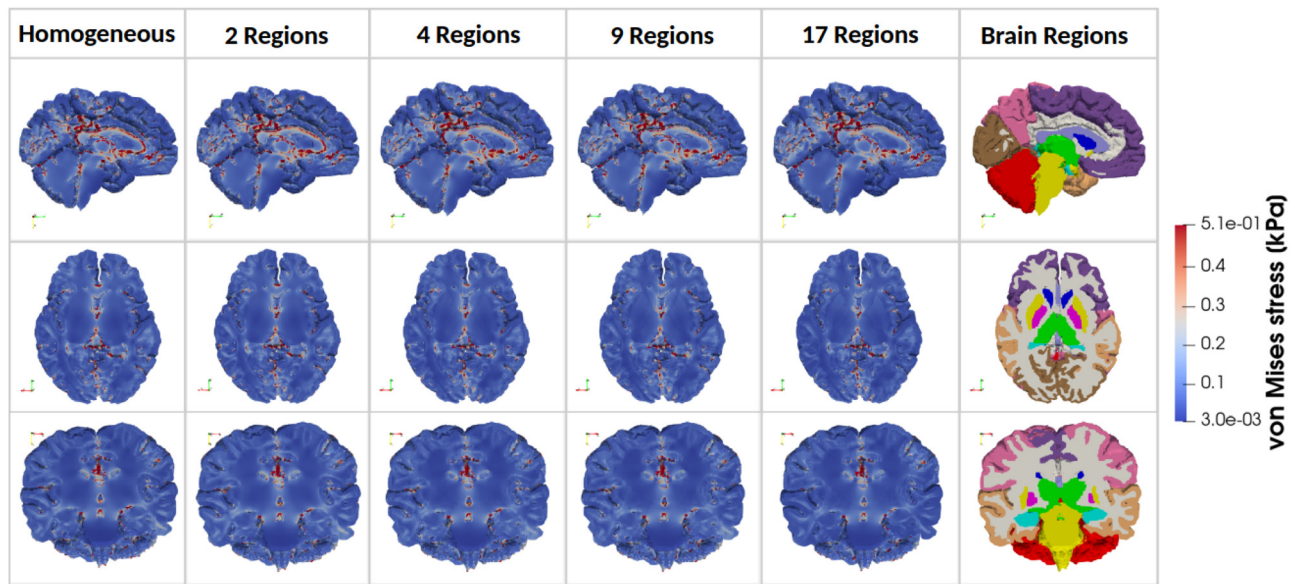 Homogeneous
2 Regions
4 Regions
9 Regions
17 Regions
Brain Regions
5.1e-01
0.4
0.3
0.2
0.1
3.0e-03
von Mises stress (kPa)